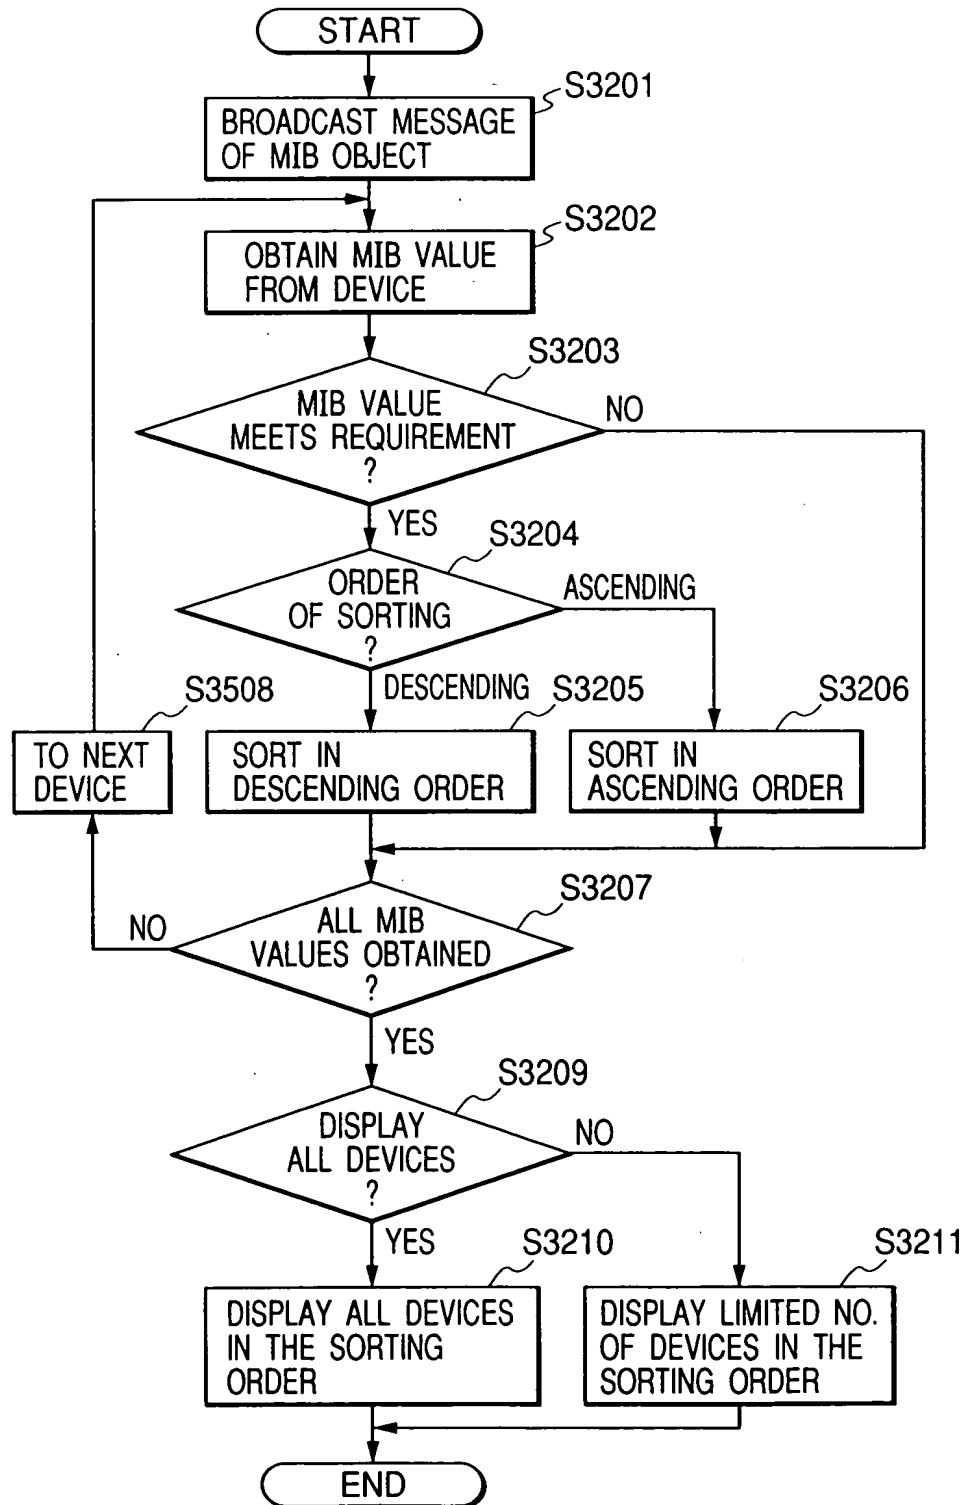 START
S3201
BROADCAST MESSAGE
OF MIB OBJECT
S3202
OBTAIN MIB VALUE
FROM DEVICE
S3203
MIB VALUE
MEETS REQUIREMENT
?
NO
YES
S3204
ORDER
OF SORTING
?
ASCENDING
DESCENDING
S3508
TO NEXT
DEVICE
S3205
SORT IN
DESCENDING ORDER
S3206
SORT IN
ASCENDING ORDER
S3207
ALL MIB
VALUES OBTAINED
?
NO
YES
S3209
DISPLAY
ALL DEVICES
?
NO
YES
S3210
DISPLAY ALL DEVICES
IN THE SORTING
ORDER
S3211
DISPLAY LIMITED NO.
OF DEVICES IN THE
SORTING ORDER
END